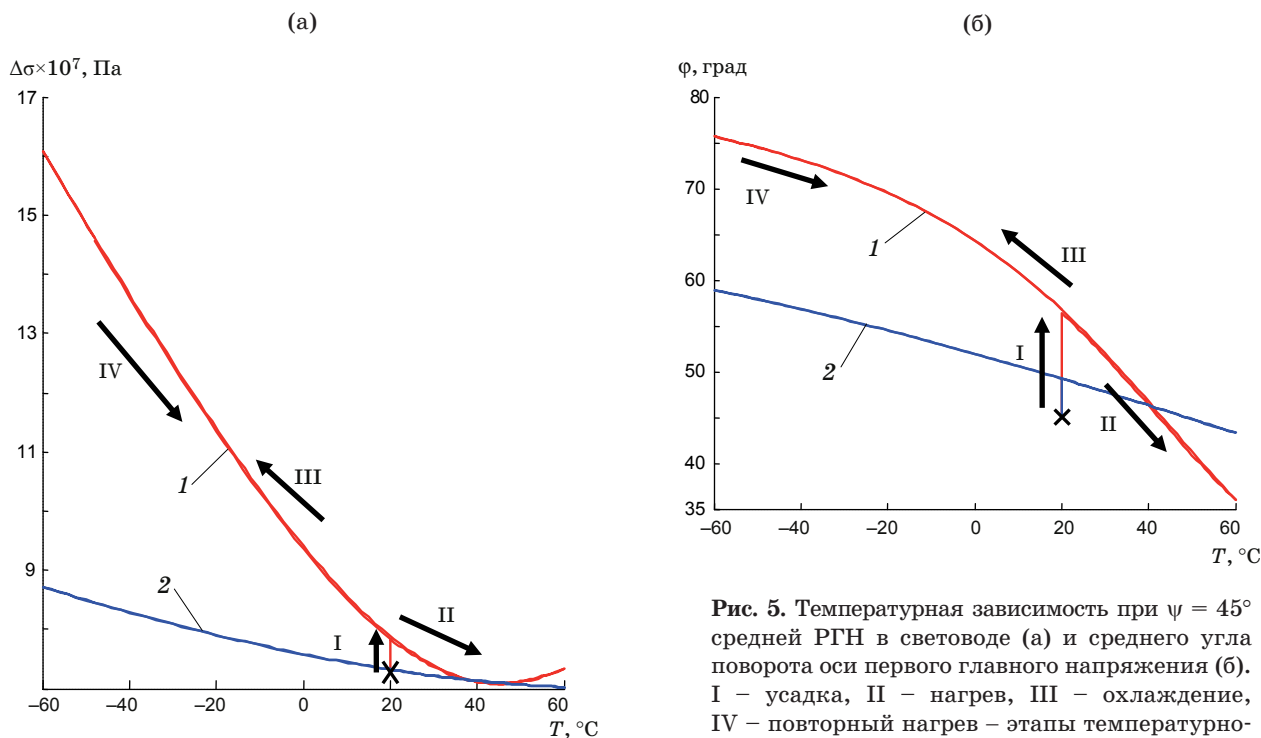 (а)
Δσ×10⁷, Па
17
15
13
11
9
IV
III
II
I
1
2
–60
–40
–20
0
20
40
60
T, °C
(б)
φ, град
80
70
60
50
40
35
IV
III
I
II
1
2
–60
–40
–20
0
20
40
60
T, °C
Рис. 5. Температурная зависимость при ψ = 45°
средней РГН в световоде (а) и среднего угла
поворота оси первого главного напряжения (б).
I – усадка, II – нагрев, III – охлаждение,
IV – повторный нагрев – этапы температурно-